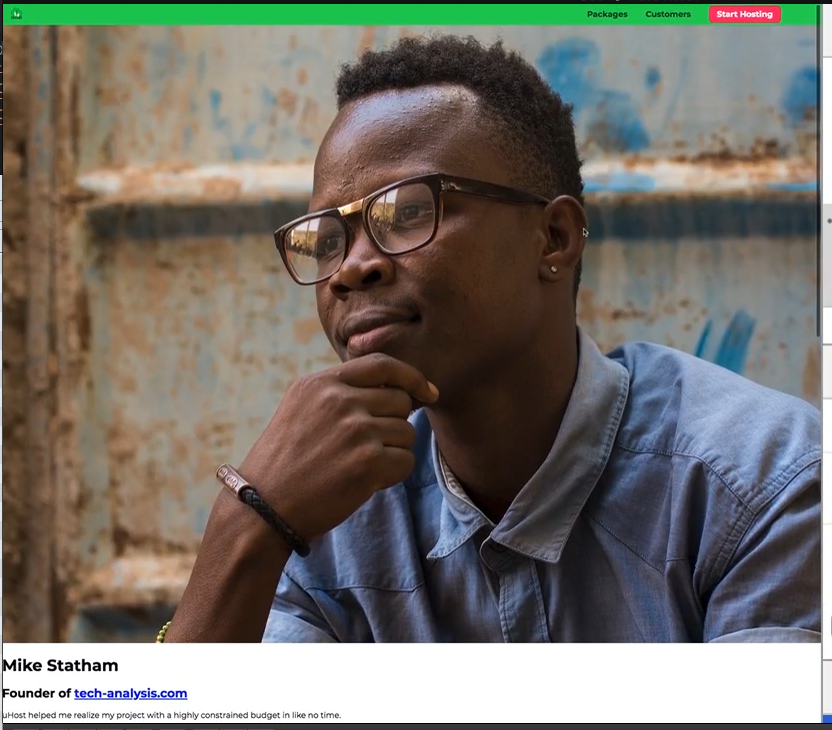 Packages Customers Start Hosting
Mike Statham
Founder of tech-analysis.com
uHost helped me realize my project with a highly constrained budget in like no time.